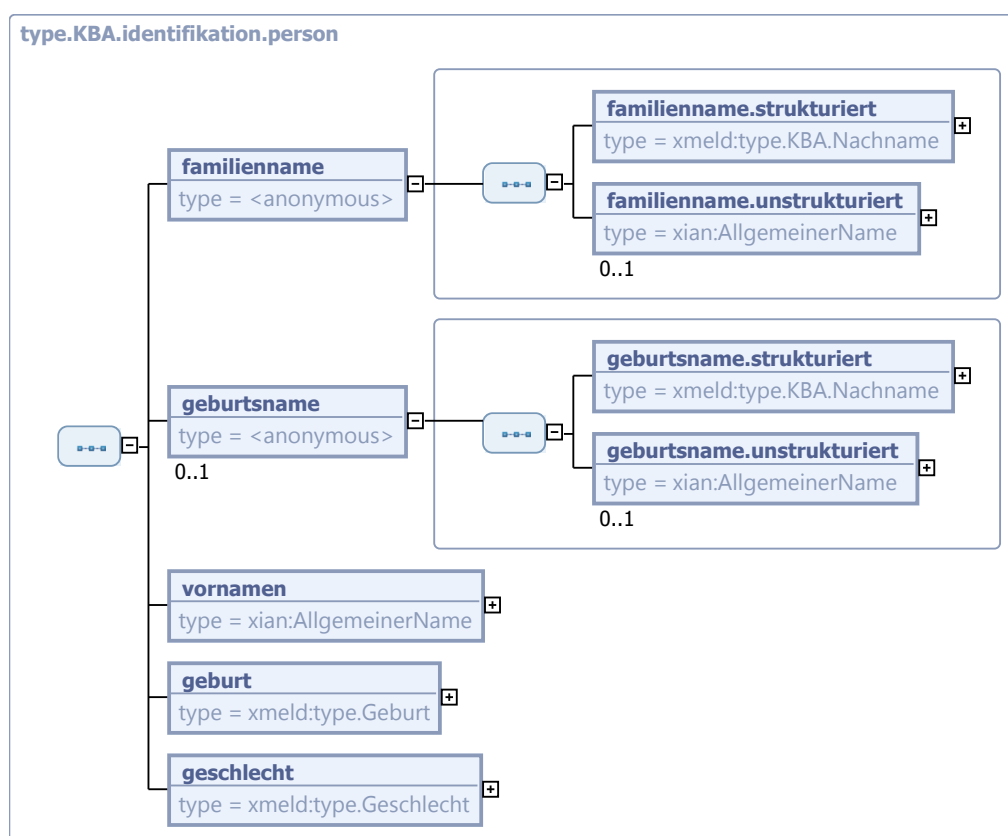 type.KBA.identifikation.person
familienname
type = <anonymous>
familienname.strukturiert
type = xmeld:type.KBA.Nachname
familienname.unstrukturiert
type = xian:AllgemeinerName
0..1
geburtsname
type = <anonymous>
0..1
geburtsname.strukturiert
type = xmeld:type.KBA.Nachname
geburtsname.unstrukturiert
type = xian:AllgemeinerName
0..1
vornamen
type = xian:AllgemeinerName
geburt
type = xmeld:type.Geburt
geschlecht
type = xmeld:type.Geschlecht